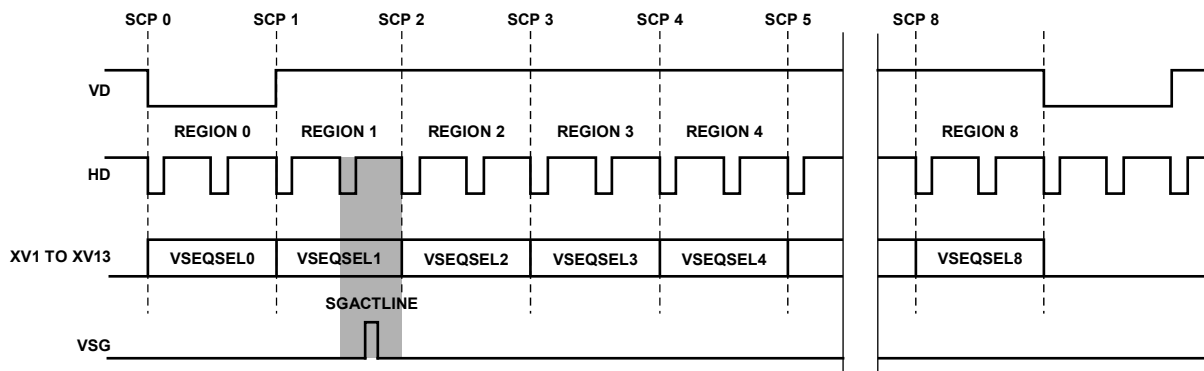 SCP 0 SCP 1 SCP 2 SCP 3 SCP 4 SCP 5 SCP 8
VD
REGION 0 REGION 1 REGION 2 REGION 3 REGION 4 REGION 8
HD
XV1 TO XV13 VSEQSEL0 VSEQSEL1 VSEQSEL2 VSEQSEL3 VSEQSEL4 VSEQSEL8
SGACTLINE
VSG